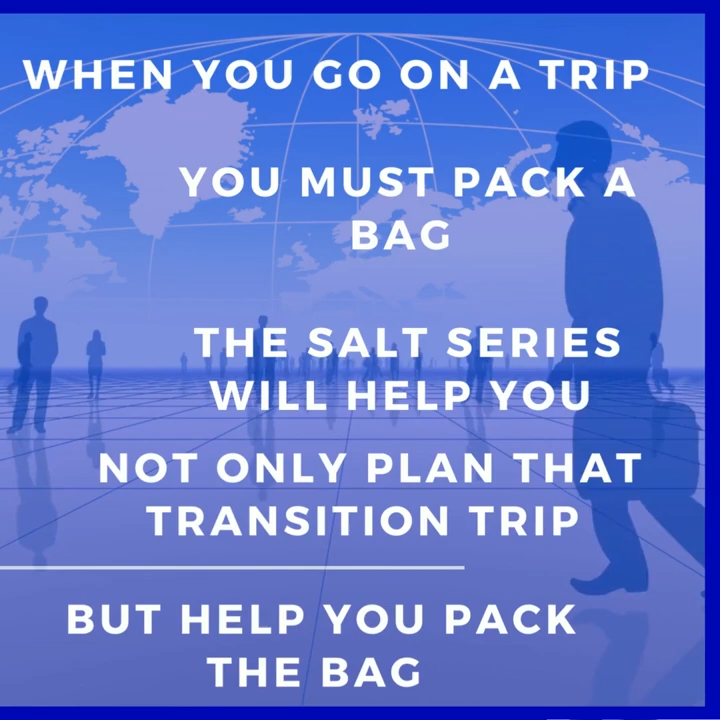 WHEN YOU GO ON A TRIP
YOU MUST PACK A
BAG
THE SALT SERIES
WILL HELP YOU
NOT ONLY PLAN THAT
TRANSITION TRIP
BUT HELP YOU PACK
THE BAG